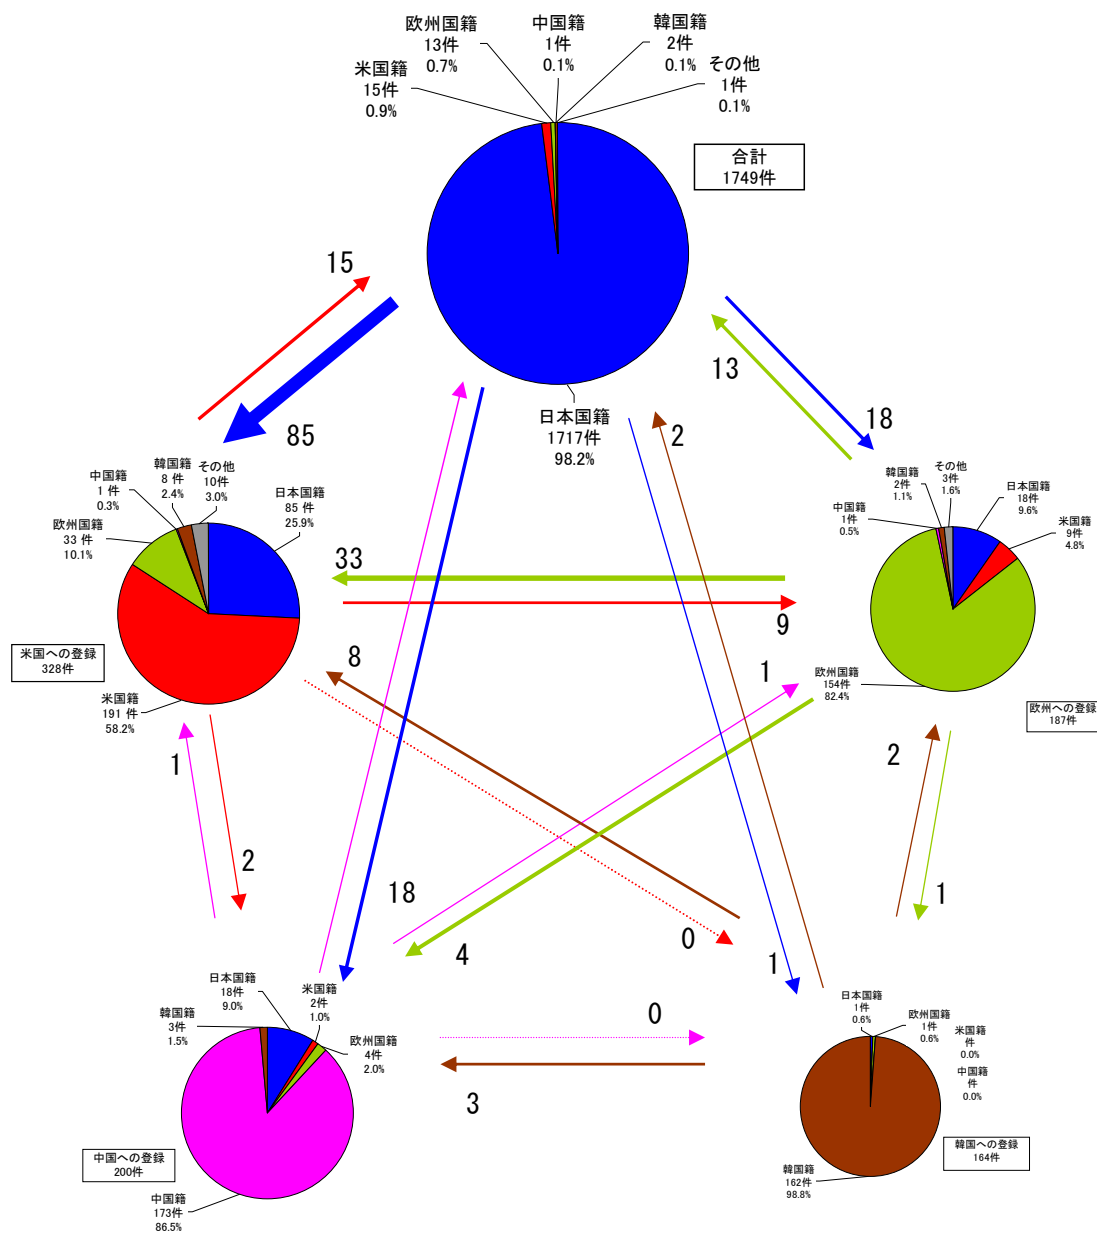 欧州国籍
13件
0.7%
中国籍
1件
0.1%
韓国籍
2件
0.1%
米国籍
15件
0.9%
その他
1件
0.1%
合計
1749件
日本国籍
1717件
98.2%
15
85
13
18
2
中国籍
1 件
0.3%
韓国籍
8 件
2.4%
その他
10件
3.0%
日本国籍
85 件
25.9%
欧州国籍
33 件
10.1%
米国への登録
328件
米国籍
191 件
58.2%
韓国籍
2件
1.1%
その他
3件
1.6%
日本国籍
18件
9.6%
中国籍
1件
0.5%
米国籍
9件
4.8%
欧州国籍
154件
82.4%
欧州への登録
187件
33
9
8
1
1
2
2
1
18
4
0
1
0
3
日本国籍
18件
9.0%
米国籍
2件
1.0%
韓国籍
3件
1.5%
欧州国籍
4件
2.0%
中国への登録
200件
中国籍
173件
86.5%
日本国籍
1件
0.6%
欧州国籍
1件
0.6%
米国籍
件
0.0%
中国籍
件
0.0%
韓国への登録
164件
韓国籍
162件
98.8%